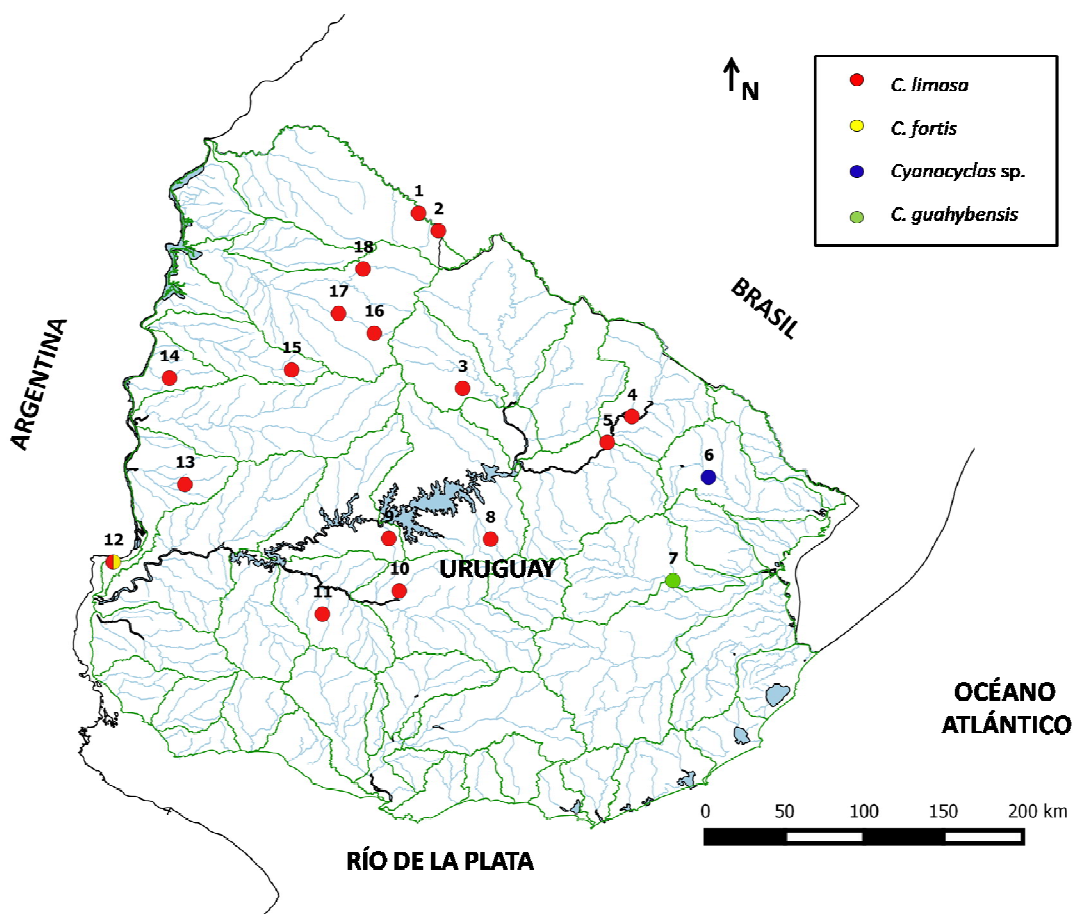 N
C. limosa
C. fortis
Cyanocyclas sp.
C. guahybensis
1
2
18
BRASIL
17
16
ARGENTINA
14
15
3
4
5
6
13
12
9
8
URUGUAY
7
10
11
OCÉANO
ATLÁNTICO
0 50 100 150 200 km
RÍO DE LA PLATA